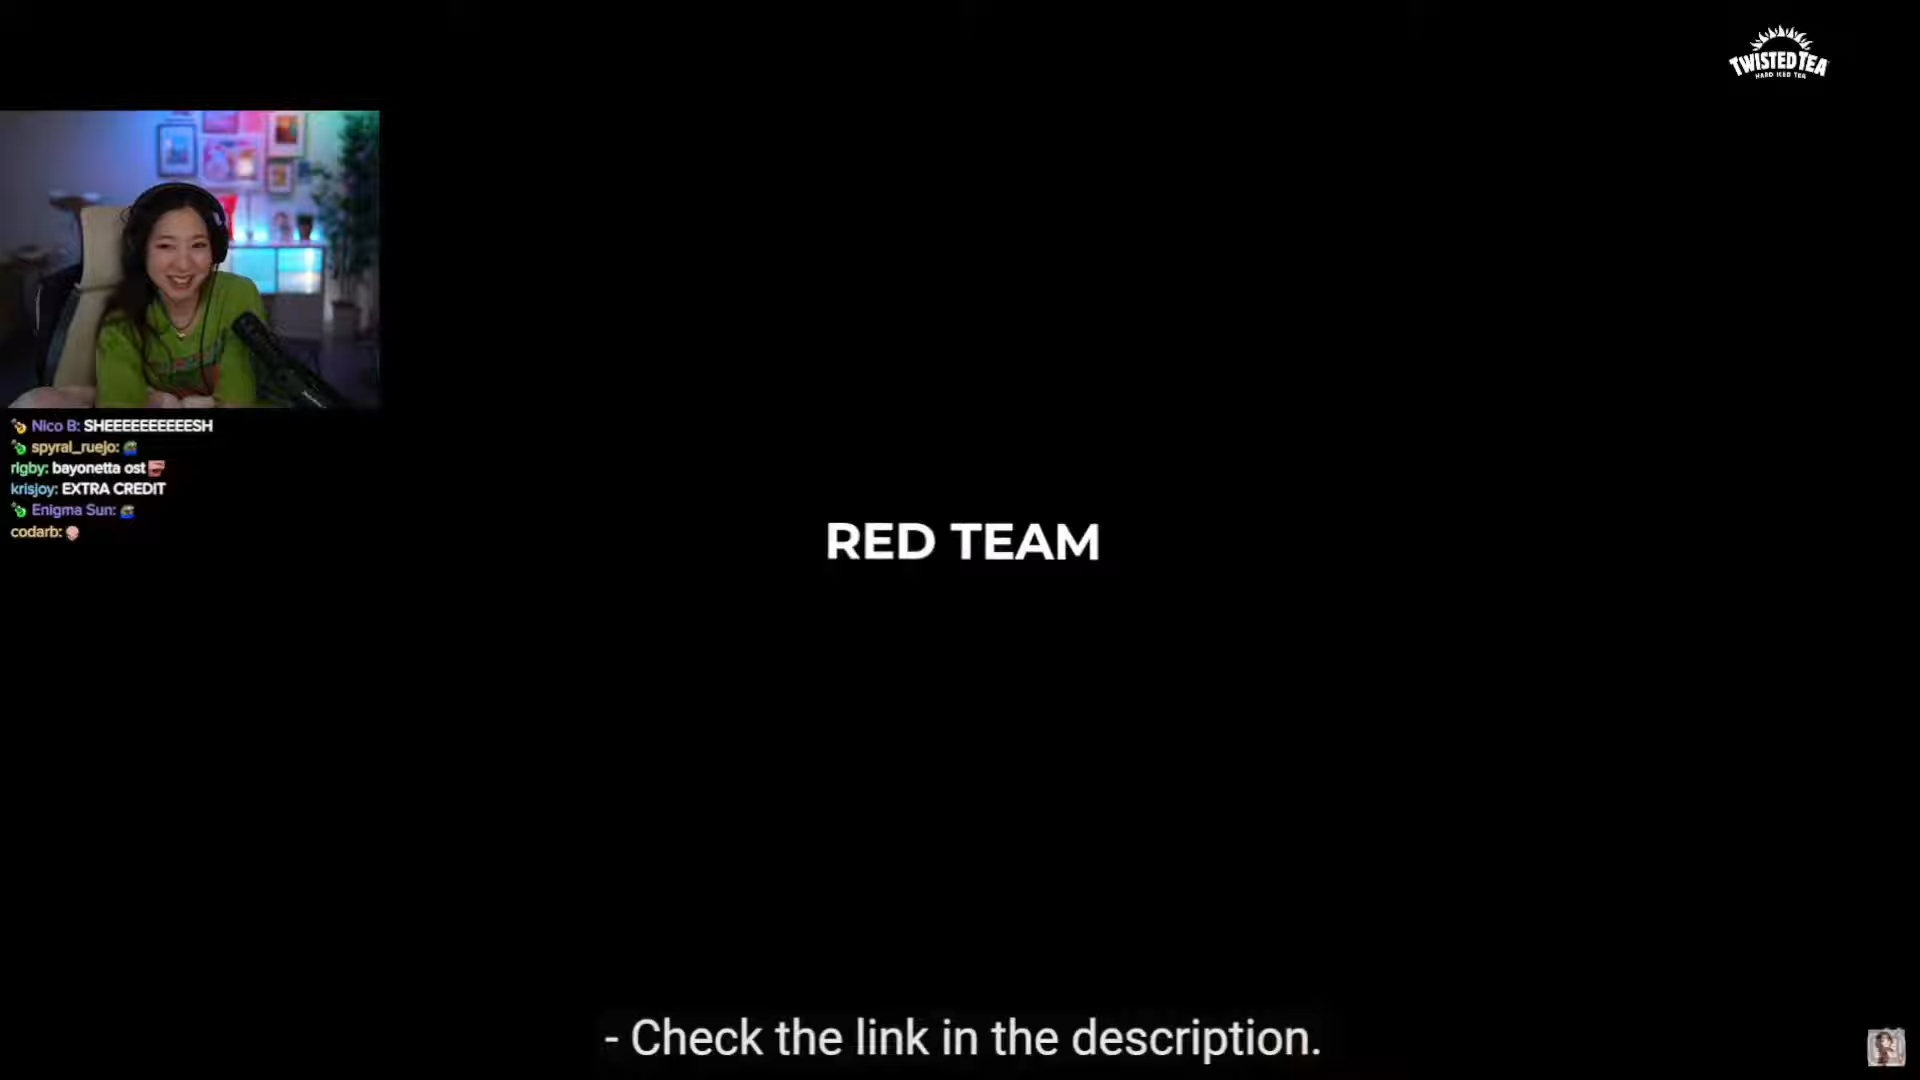 TWISTED TEA
HARD ICED TEA
Nico B: SHEEEEEEEEEESH
spyral_ruejo:
rigby: bayonetta ost
krisjoy: EXTRA CREDIT
Enigma Sun:
codarb:
RED TEAM
- Check the link in the description.